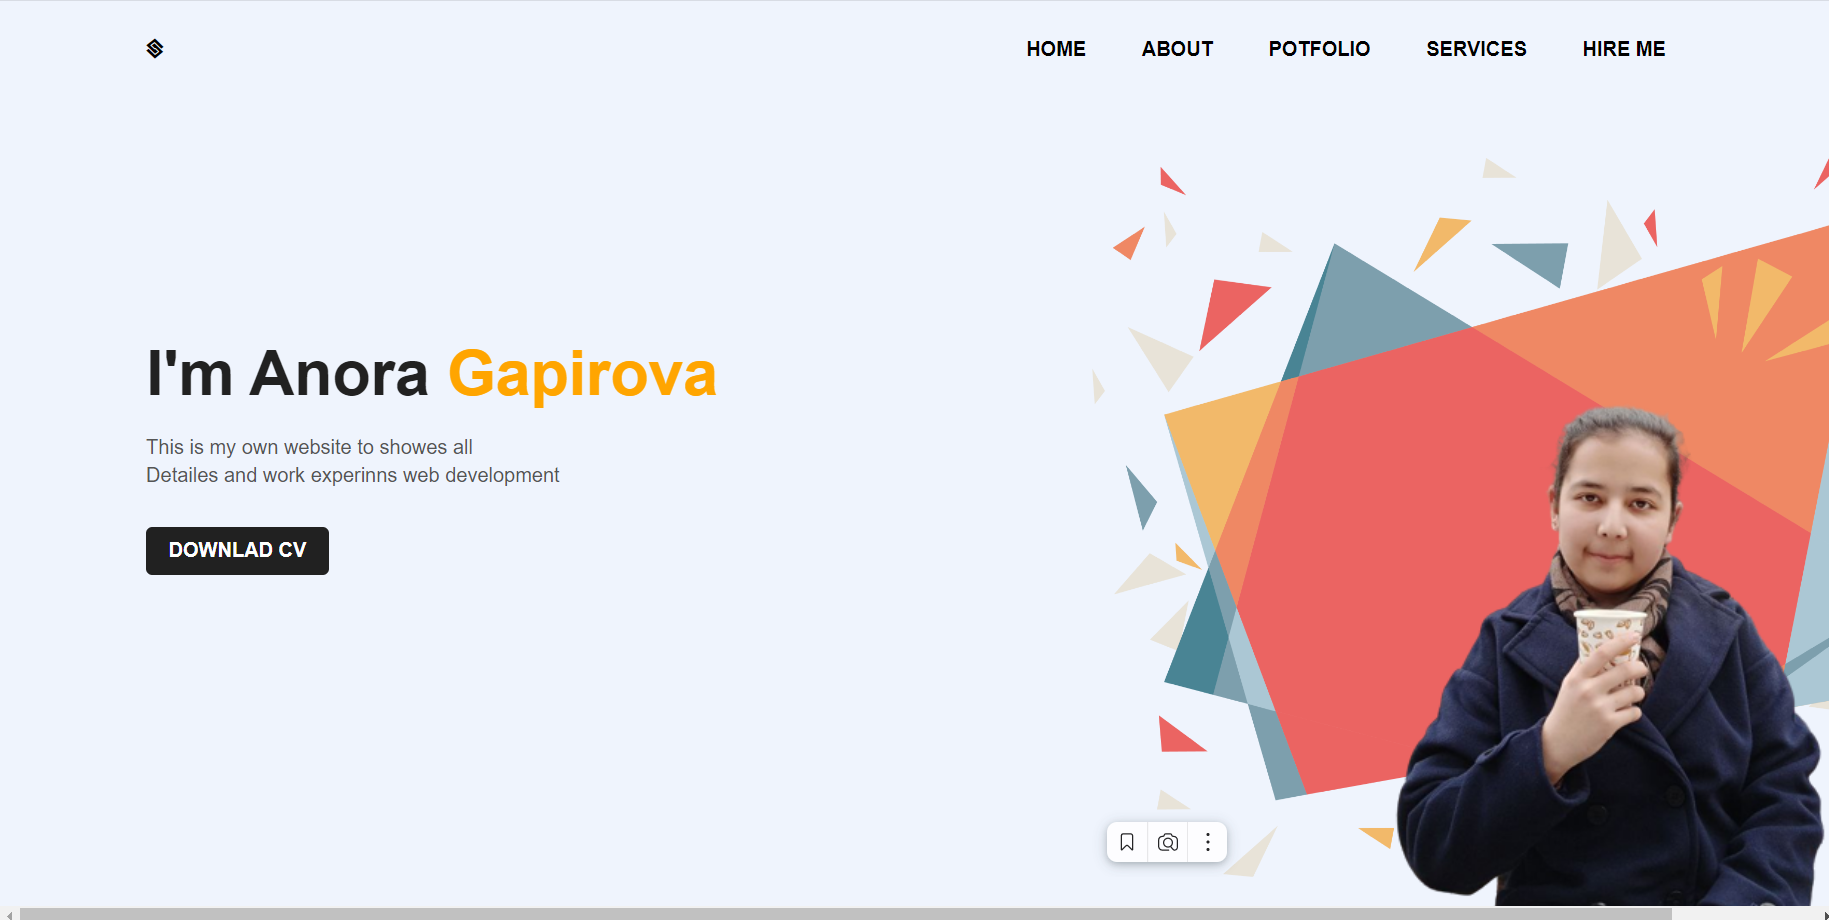 HOME ABOUT POTFOLIO SERVICES HIRE ME
I'm Anora Gapirova
This is my own website to showes all
Detailes and work experinns web development
DOWNLAD CV